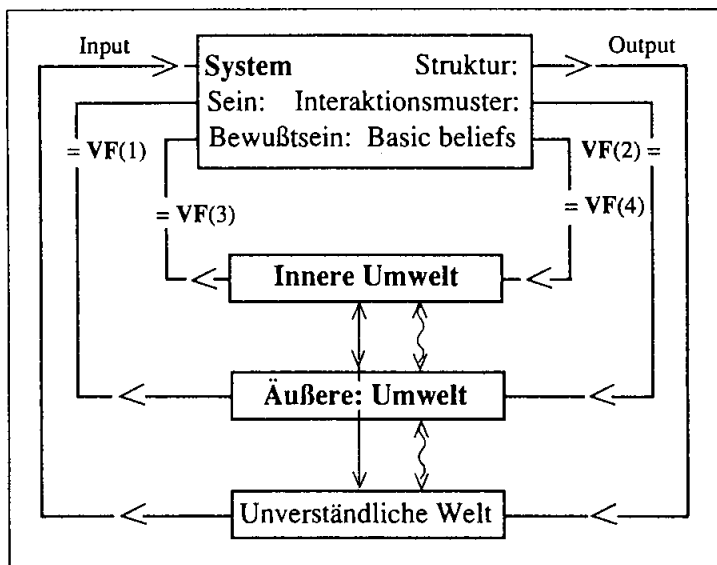 Input
Output
System Struktur:
Sein: Interaktionsmuster:
Bewußtsein: Basic beliefs
= VF(1)
VF(2) =
= VF(3)
= VF(4)
Innere Umwelt
Äußere: Umwelt
Unverständliche Welt